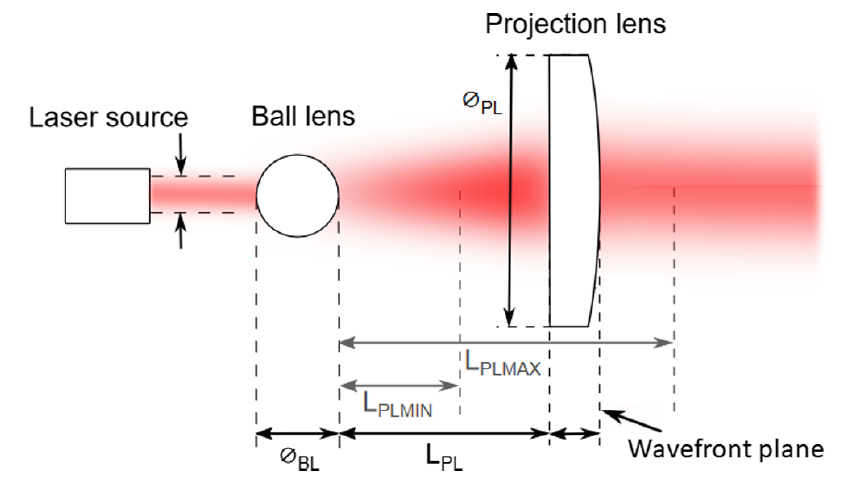 Projection lens
Laser source
Ball lens
∅PL
LPLMAX
LPLMIN
∅BL
LPL
Wavefront plane